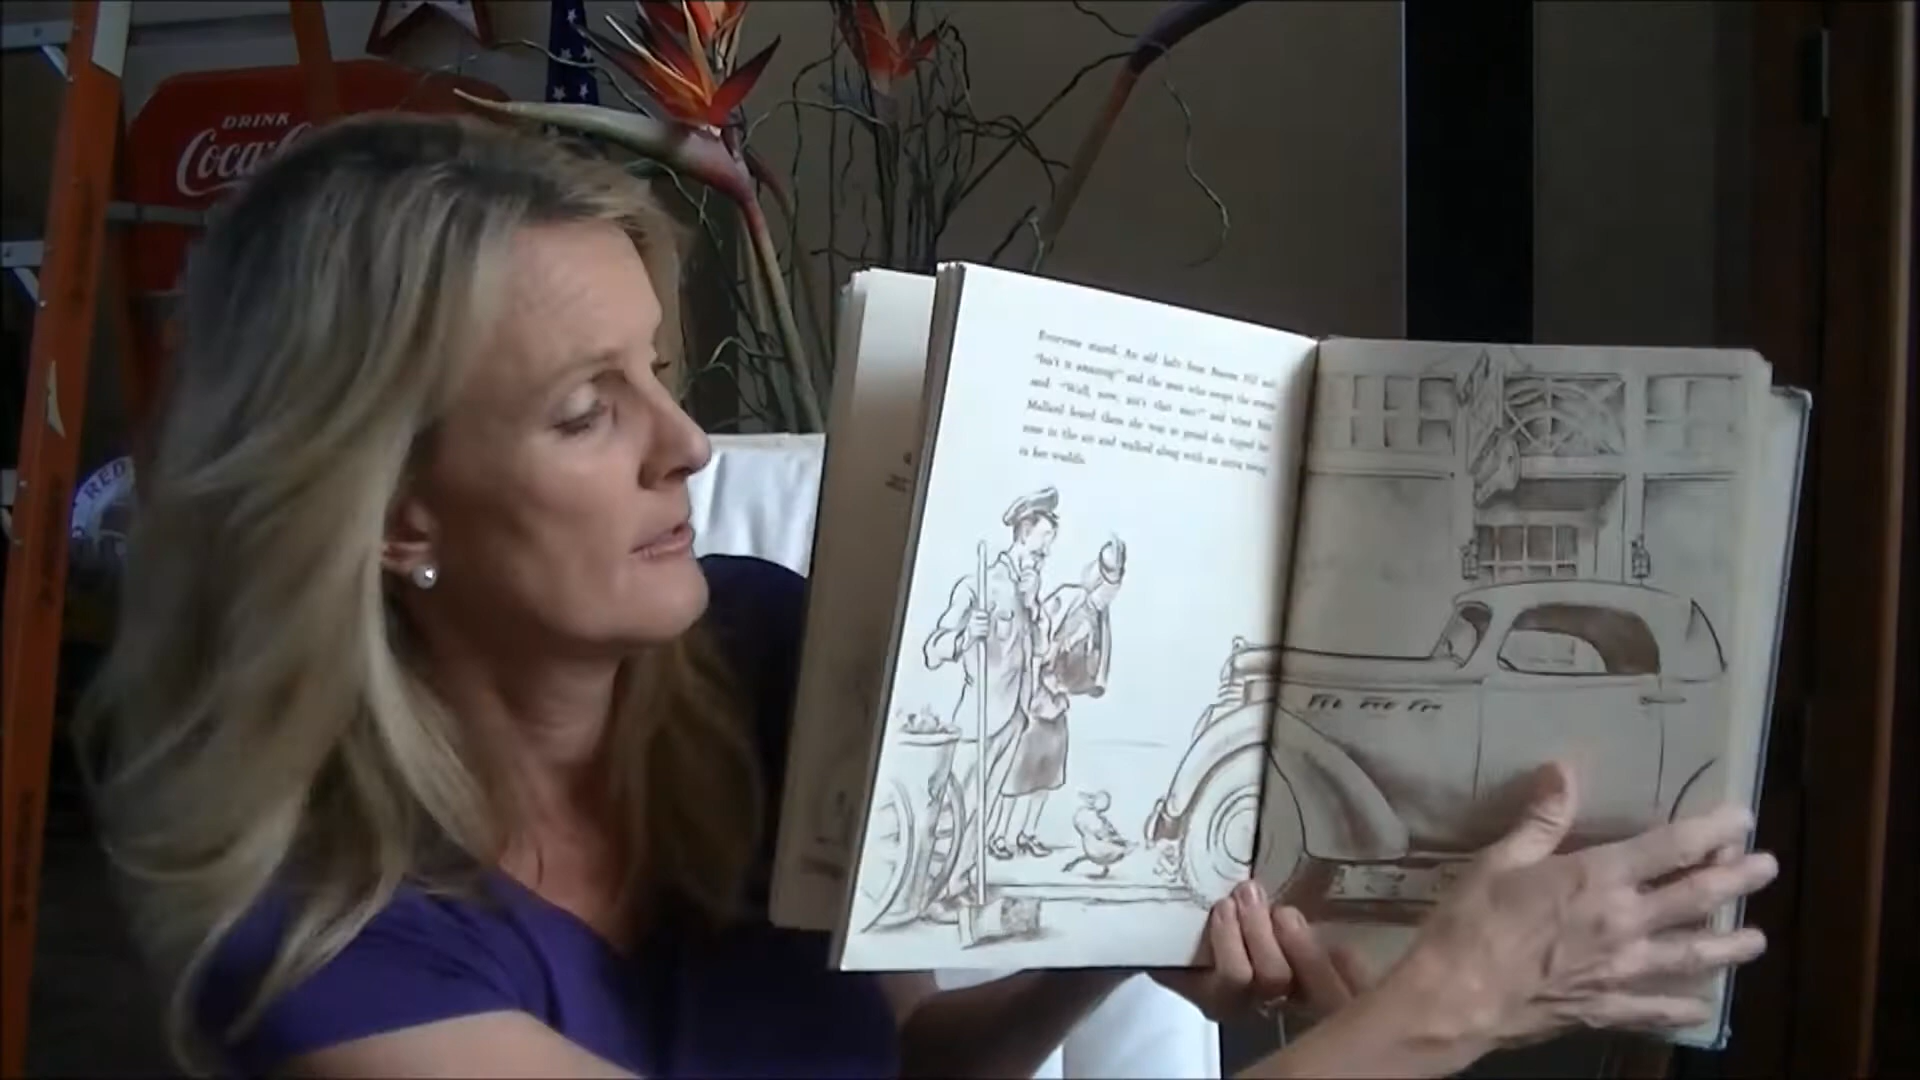 DRINK
Coca-
RED
Everyone stared. An old lady from Beacon Hill said,
"Isn't it amazing!" and the man who swept the streets
said: "Well, now, ain't that nice!" and when Mrs.
Mallard heard them she was so proud she tipped her
nose in the air and walked along with an extra swing
in her waddle.